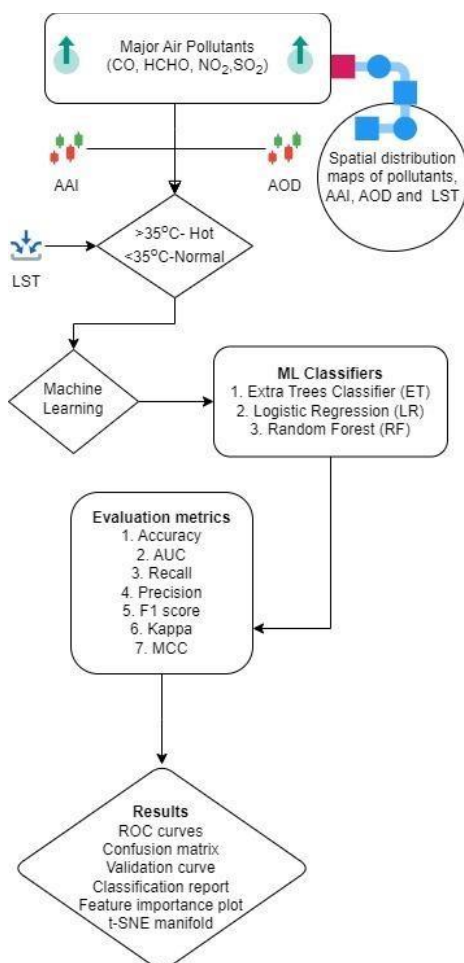 Major Air Pollutants
(CO, HCHO, NO₂,SO₂)
Spatial distribution
maps of pollutants,
AAI, AOD and LST
AAI
AOD
>35°C- Hot
<35°C-Normal
LST
Machine
Learning
ML Classifiers
1. Extra Trees Classifier (ET)
2. Logistic Regression (LR)
3. Random Forest (RF)
Evaluation metrics
1. Accuracy
2. AUC
3. Recall
4. Precision
5. F1 score
6. Kappa
7. MCC
Results
ROC curves
Confusion matrix
Validation curve
Classification report
Feature importance plot
t-SNE manifold